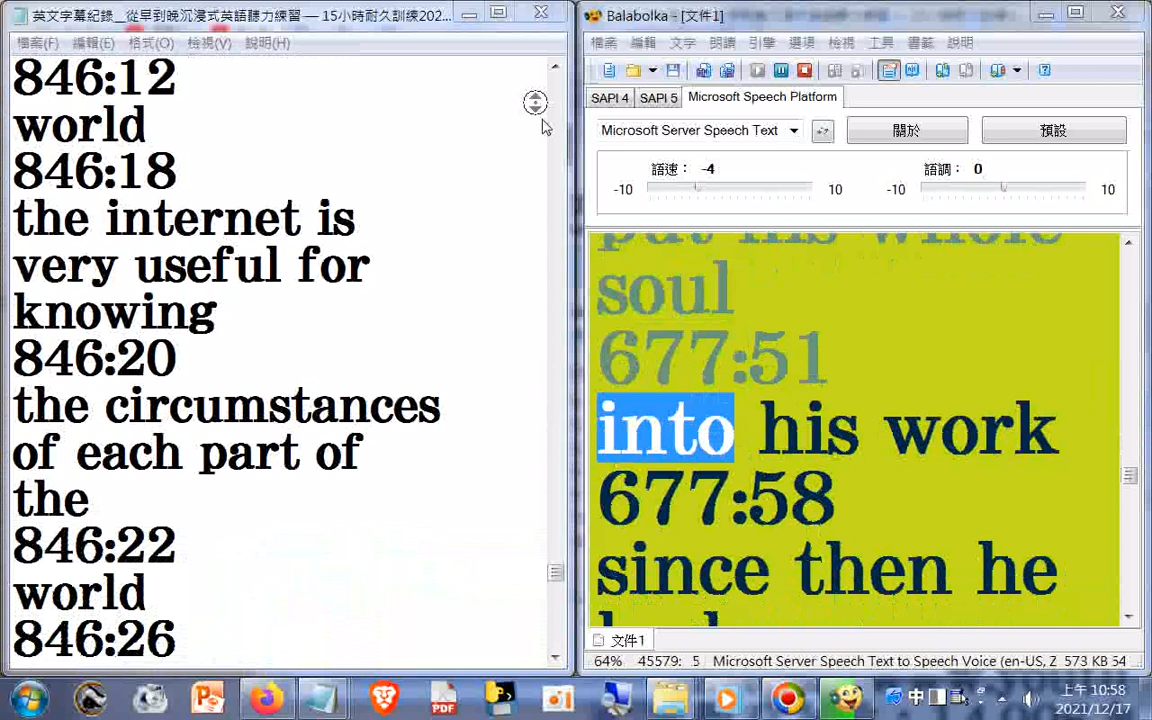 英文字幕紀錄__從早到晚沉浸式英語聽力練習 — 15小時耐久訓練202...
檔案(F) 編輯(E) 格式(O) 檢視(V) 說明(H)
846:12
world
846:18
the internet is
very useful for
knowing
846:20
the circumstances
of each part of
the
846:22
world
846:26
Balabolka - [文件1]
檔案 編輯 文字 朗讀 引擎 選項 檢視 工具 書籤 說明
SAPI 4 SAPI 5 Microsoft Speech Platform
Microsoft Server Speech Text 關於 預設
語速： -4 語調： 0
-10 10 -10 10
put his whole
soul
677:51
into his work
677:58
since then he
文件1
64% 45579: 5 Microsoft Server Speech Text to Speech Voice (en-US, Z 573 KB 54
PDF 中 上午 10:58
2021/12/17